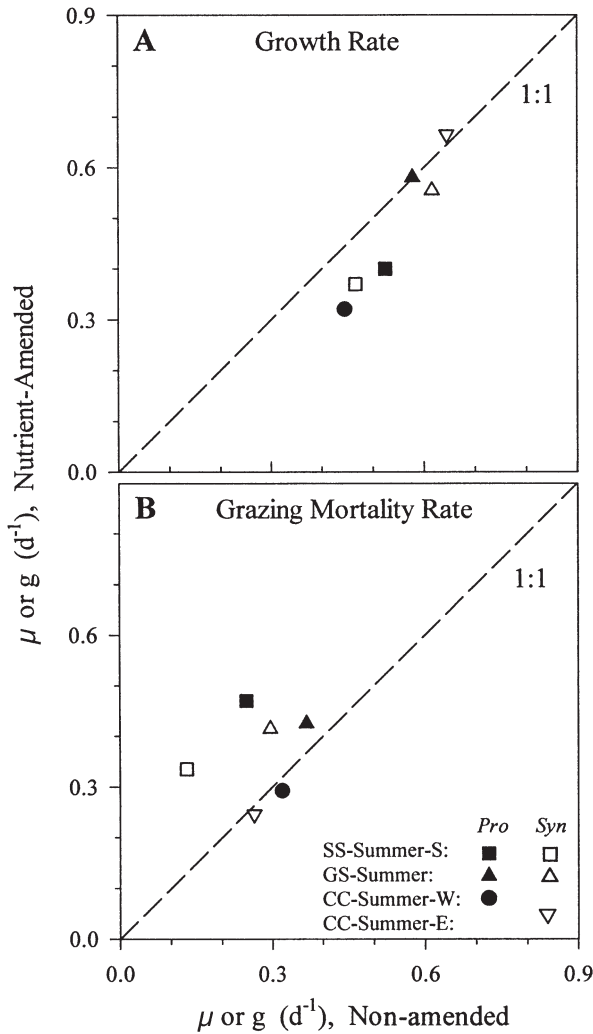 0.9
A Growth Rate
1:1
0.6
0.3
0.0
B Grazing Mortality Rate
1:1
0.6
0.3
0.0
μ or g (d-1), Nutrient-Amended
Pro Syn
SS-Summer-S:
GS-Summer:
CC-Summer-W:
CC-Summer-E:
0.0 0.3 0.6 0.9
μ or g (d-1), Non-amended